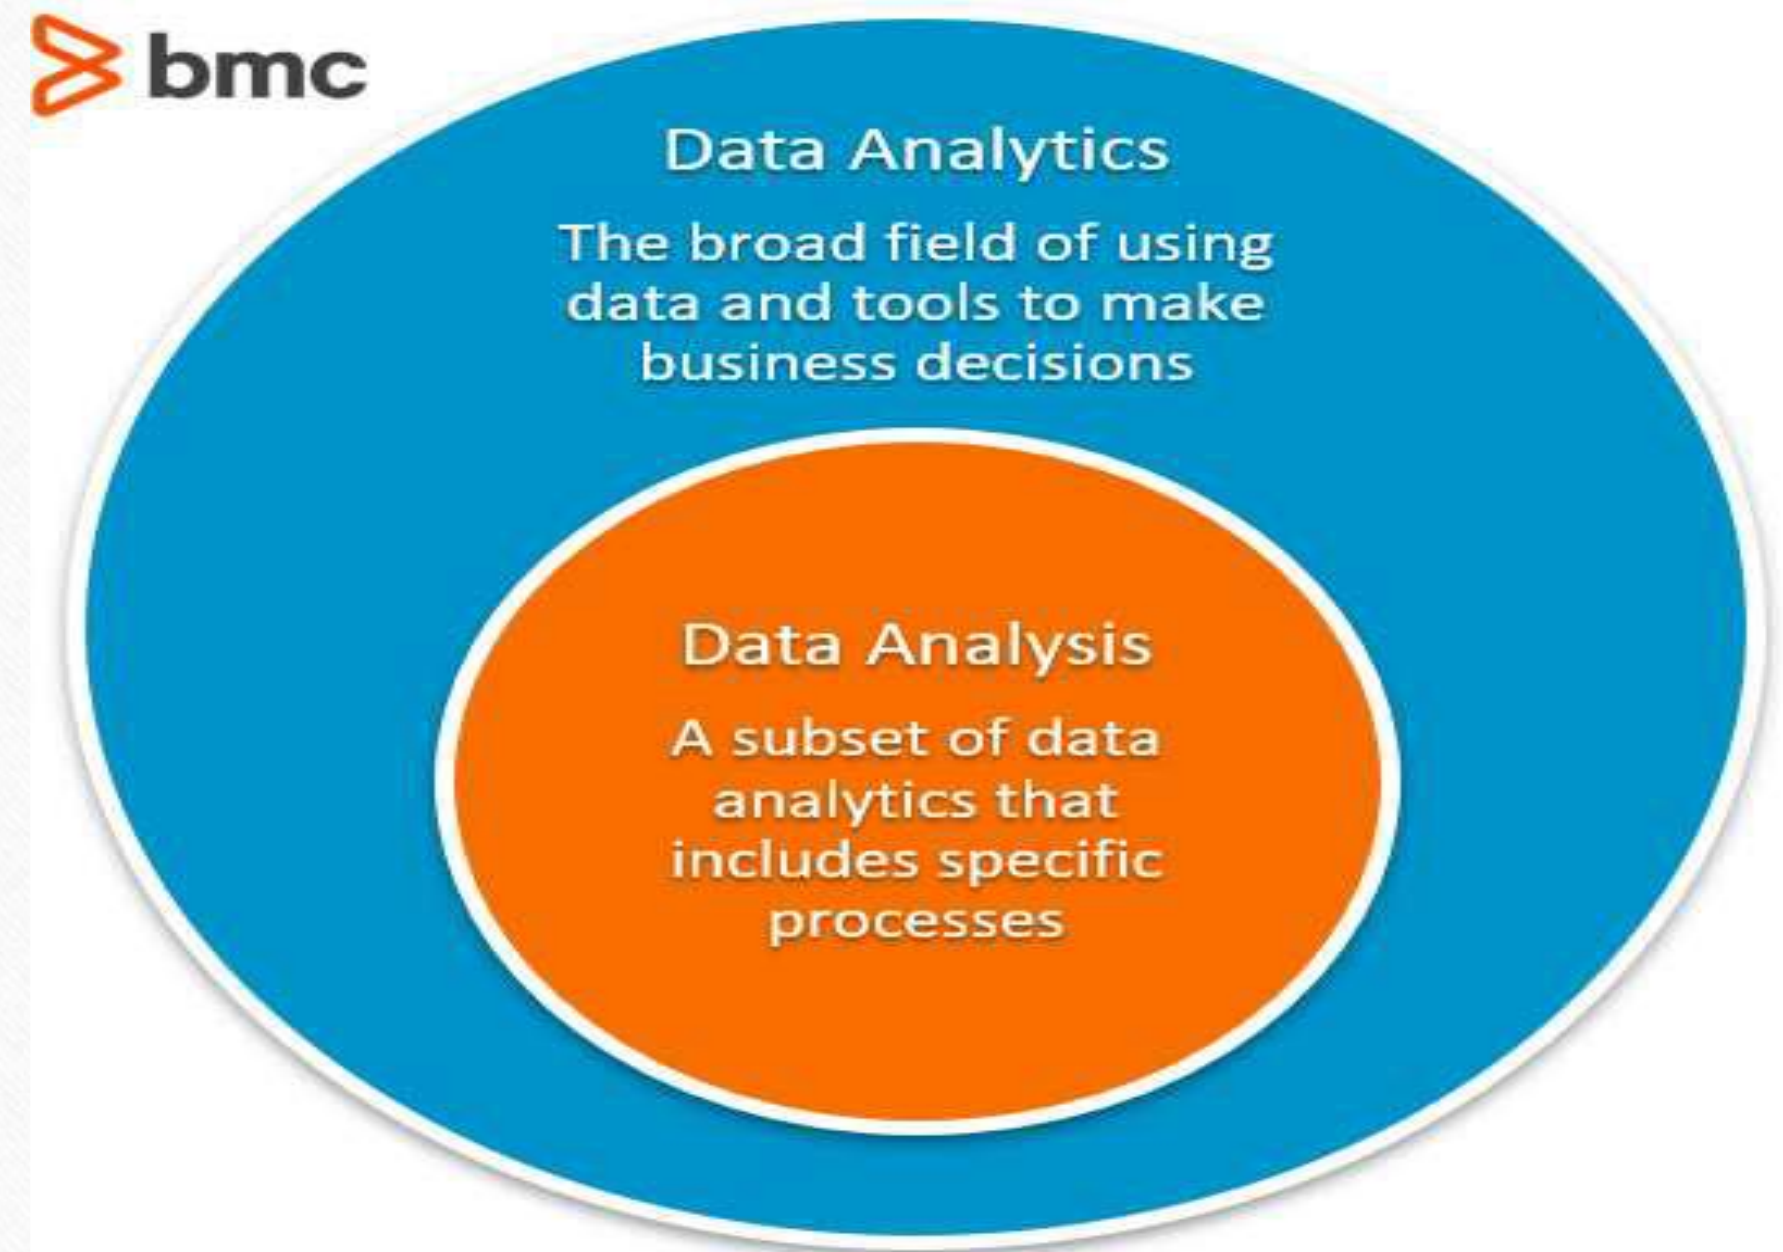 bmc
Data Analytics
The broad field of using
data and tools to make
business decisions
Data Analysis
A subset of data
analytics that
includes specific
processes